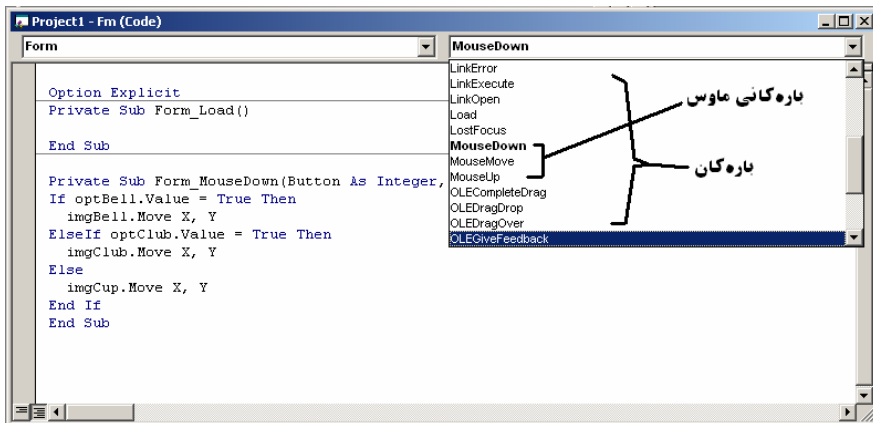 Project1 - Fm (Code)
Form
MouseDown
Option Explicit
Private Sub Form_Load()
End Sub
Private Sub Form_MouseDown(Button As Integer,
If optBell.Value = True Then
imgBell.Move X, Y
ElseIf optClub.Value = True Then
imgClub.Move X, Y
Else
imgCup.Move X, Y
End If
End Sub
LinkError
LinkExecute
LinkOpen
Load
LostFocus
MouseDown
MouseMove
MouseUp
OLECompleteDrag
OLEDragDrop
OLEDragOver
OLEGiveFeedback
بارەکانی ماوس
بارەکان